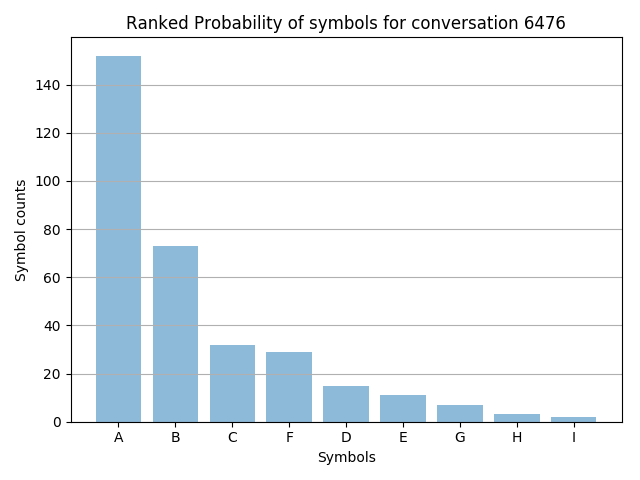 Ranked Probability of symbols for conversation 6476
Symbol counts
140
120
100
80
60
40
20
0
A B C F D E G H I
Symbols